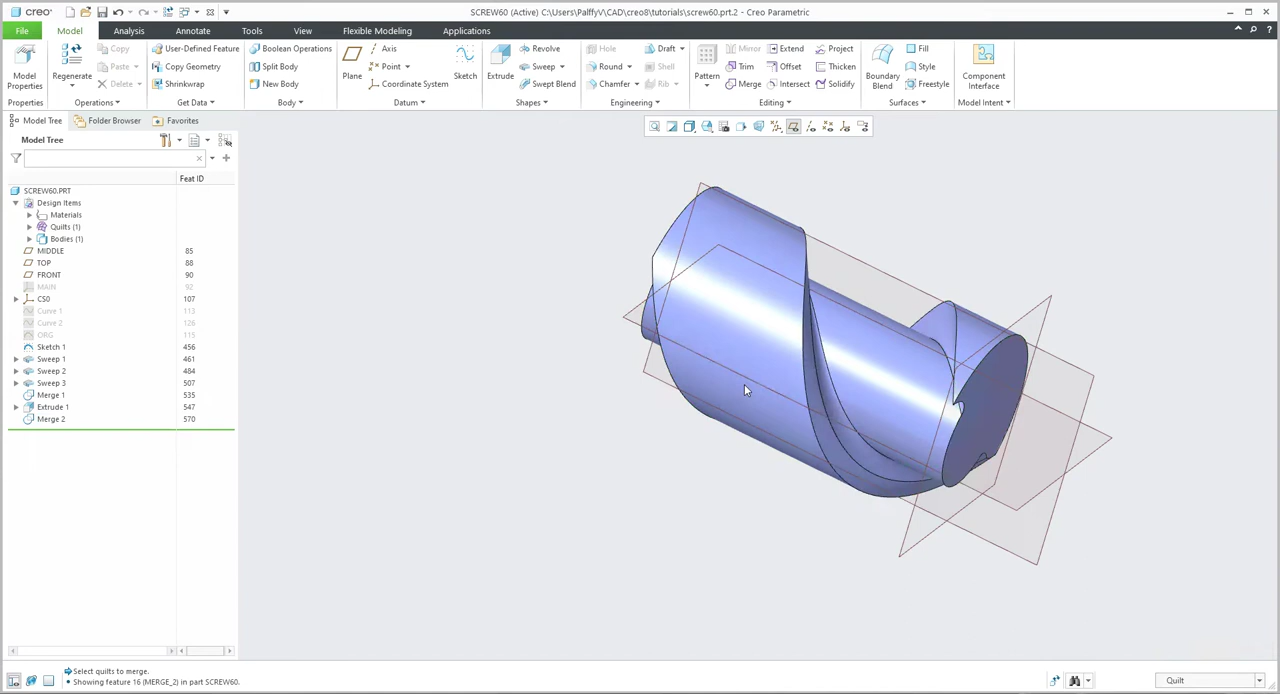 creo
SCREW60 (Active) C:\Users\PalffyV\CAD\creo8\tutorials\screw60.prt.2 - Creo Parametric
File
Model
Analysis
Annotate
Tools
View
Flexible Modeling
Applications
Model Properties
Properties
Regenerate
Copy
Paste
Delete
Operations
User-Defined Feature
Copy Geometry
Shrinkwrap
Get Data
Boolean Operations
Split Body
New Body
Body
Plane
Axis
Point
Coordinate System
Sketch
Datum
Extrude
Revolve
Sweep
Swept Blend
Shapes
Hole
Round
Chamfer
Draft
Shell
Rib
Engineering
Pattern
Mirror
Trim
Merge
Extend
Offset
Intersect
Project
Thicken
Solidify
Editing
Boundary Blend
Fill
Style
Freestyle
Surfaces
Component Interface
Model Intent
Model Tree
Folder Browser
Favorites
Model Tree
Feat ID
SCREW60.PRT
Design Items
Materials
Quilts (1)
Bodies (1)
MIDDLE 85
TOP 88
FRONT 90
MAIN 92
CS0 107
Curve 1 113
Curve 2 126
ORG 115
Sketch 1 456
Sweep 1 461
Sweep 2 484
Sweep 3 507
Merge 1 535
Extrude 1 547
Merge 2 570
Select quilts to merge.
Showing feature 16 (MERGE_2) in part SCREW60.
Quilt